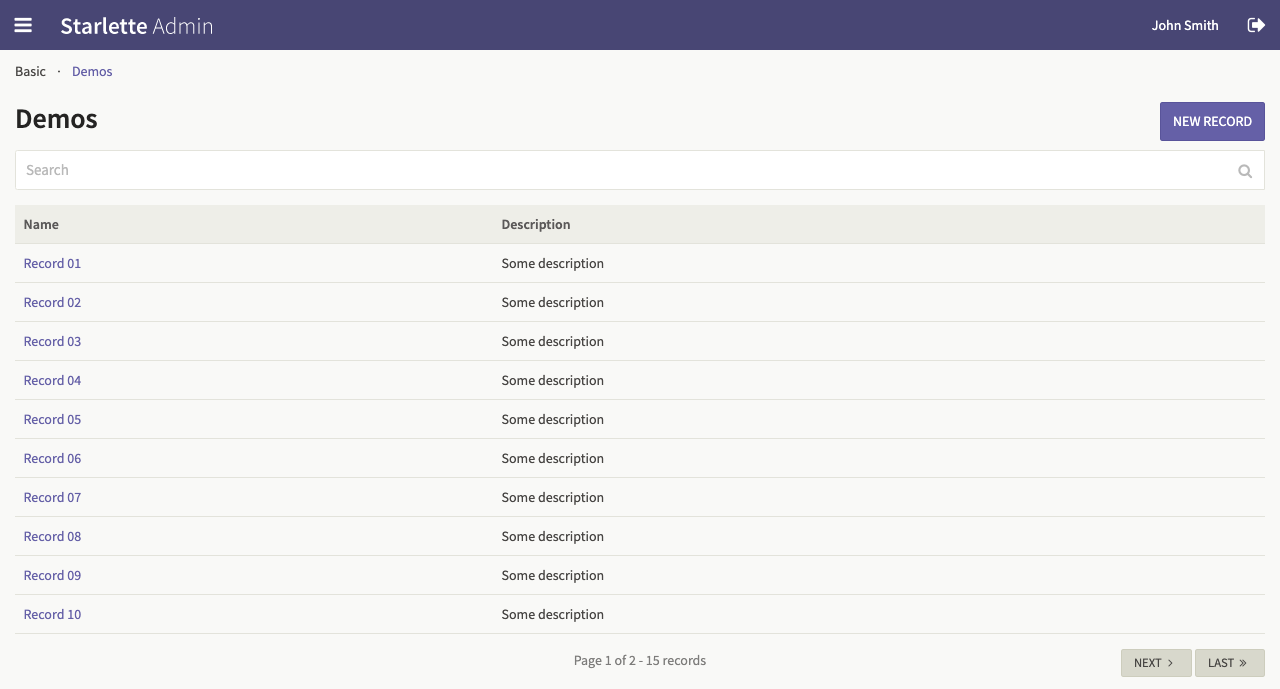 Starlette Admin John Smith
Basic · Demos
Demos
NEW RECORD
Search
Name Description
Record 01 Some description
Record 02 Some description
Record 03 Some description
Record 04 Some description
Record 05 Some description
Record 06 Some description
Record 07 Some description
Record 08 Some description
Record 09 Some description
Record 10 Some description
Page 1 of 2 - 15 records NEXT › LAST »